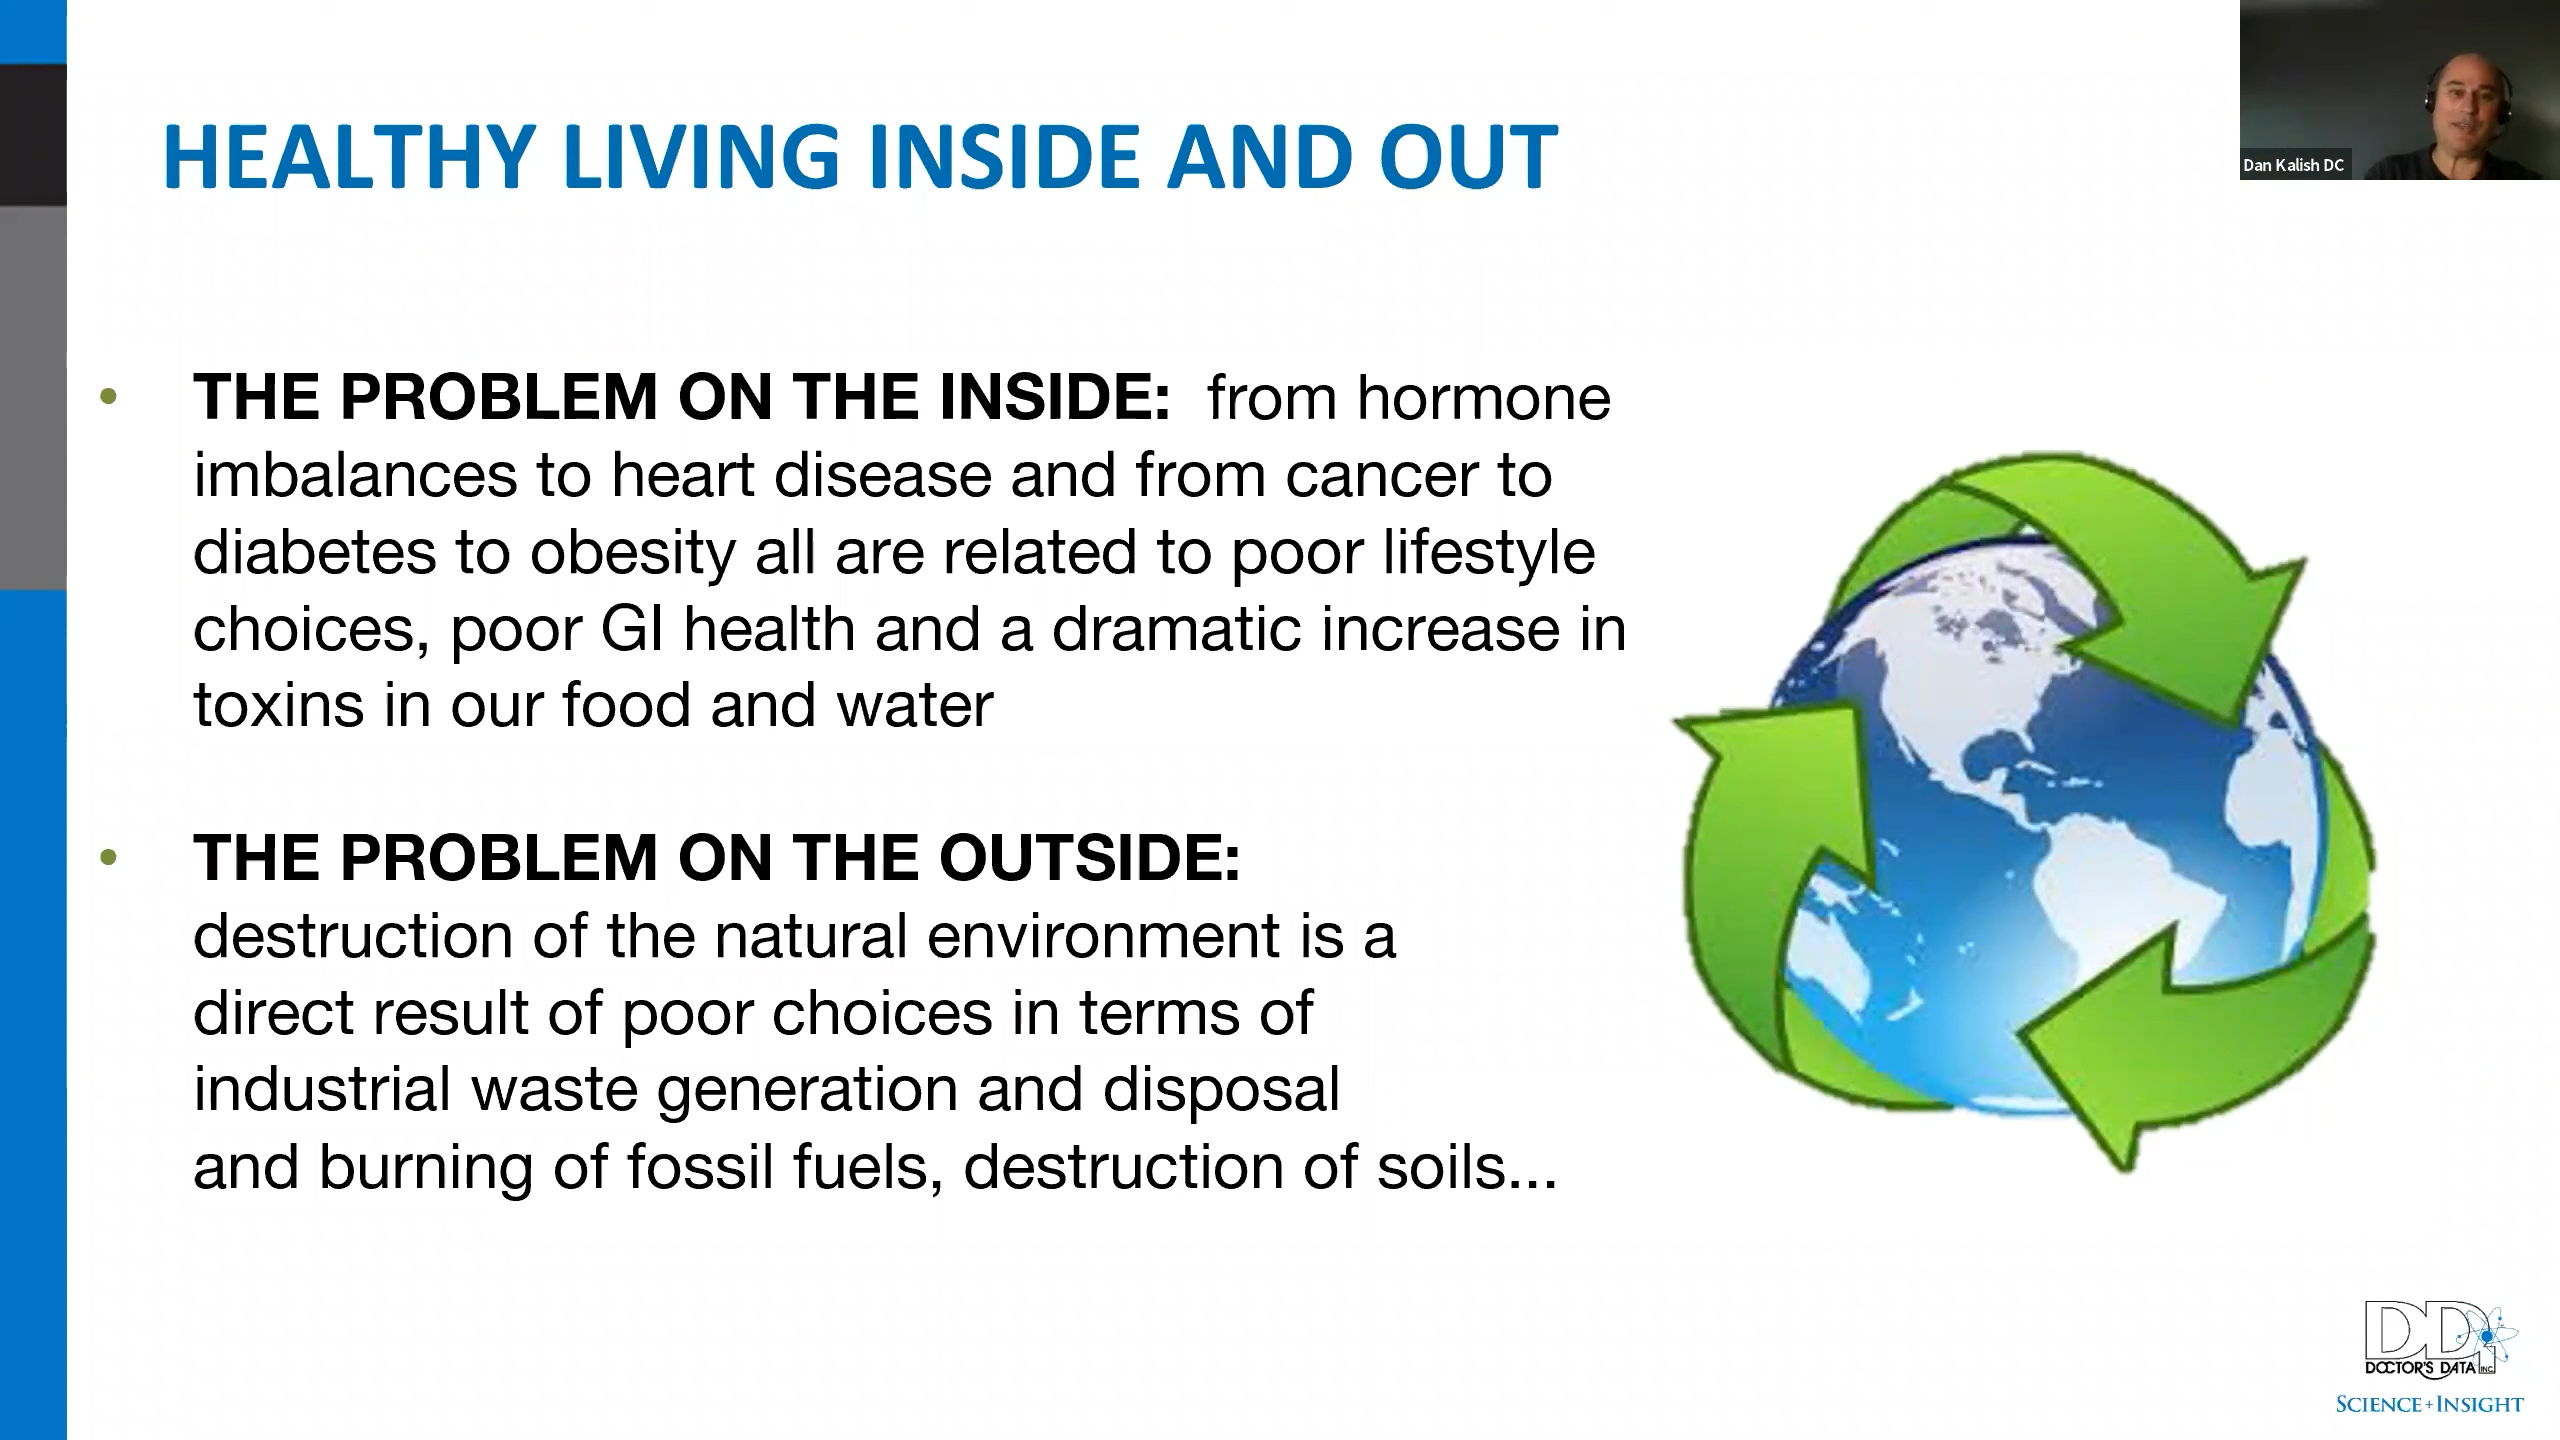 HEALTHY LIVING INSIDE AND OUT
Dan Kalish DC
• THE PROBLEM ON THE INSIDE: from hormone
imbalances to heart disease and from cancer to
diabetes to obesity all are related to poor lifestyle
choices, poor GI health and a dramatic increase in
toxins in our food and water
• THE PROBLEM ON THE OUTSIDE:
destruction of the natural environment is a
direct result of poor choices in terms of
industrial waste generation and disposal
and burning of fossil fuels, destruction of soils...
DDI
DOCTOR'S DATA INC.
SCIENCE + INSIGHT